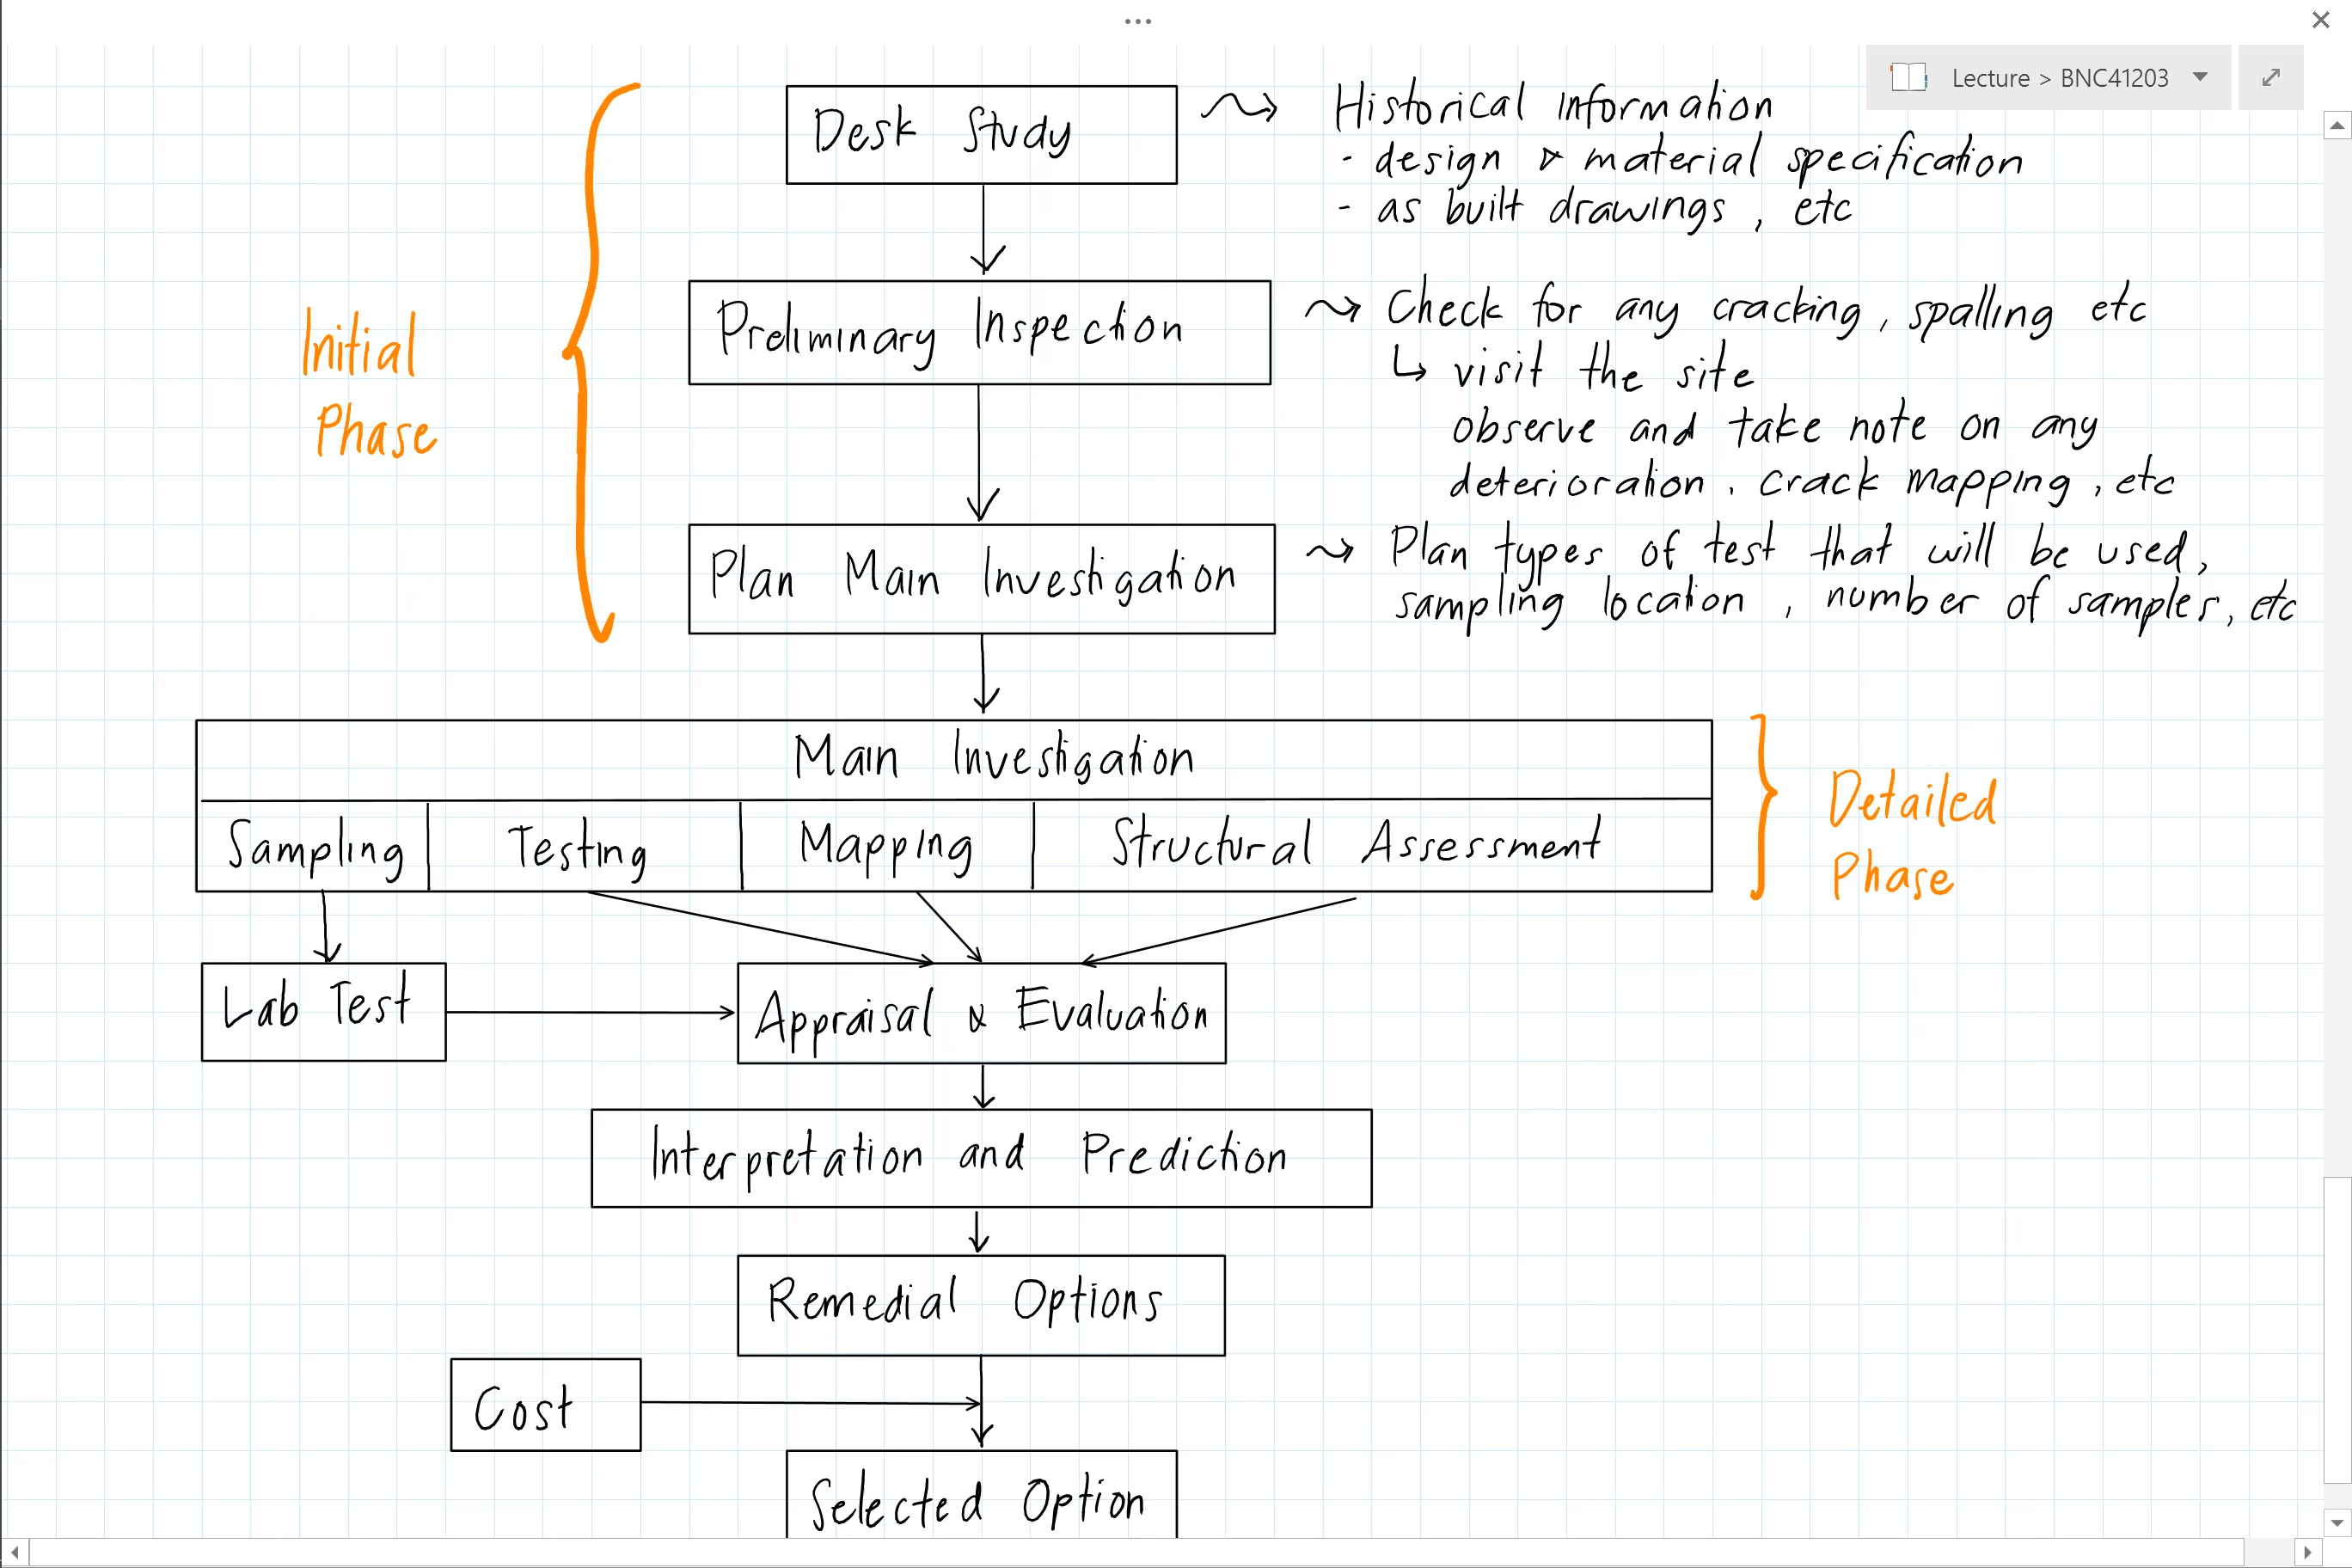 Lecture > BNC41203
Desk Study
Historical information
- design & material specification
- as built drawings, etc
Initial
Phase
Preliminary Inspection
Check for any cracking, spalling etc
↳ visit the site
observe and take note on any
deterioration. crack mapping, etc
Plan Main Investigation
Plan types of test that will be used,
sampling location, number of samples, etc
Main Investigation
Sampling
Testing
Mapping
Structural Assessment
Detailed
Phase
Lab Test
Appraisal & Evaluation
Interpretation and Prediction
Remedial Options
Cost
Selected Option